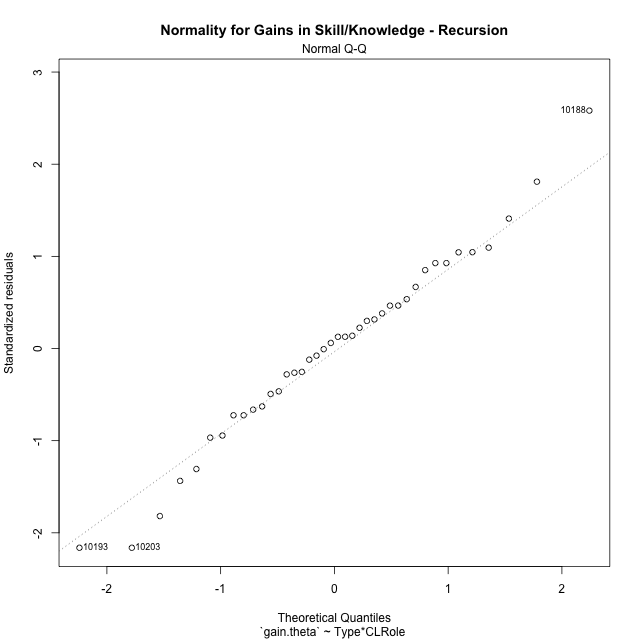 Normality for Gains in Skill/Knowledge - Recursion
Normal Q-Q
3
2
1
0
-1
-2
Standardized residuals
10188
10193
10203
-2
-1
0
1
2
Theoretical Quantiles
`gain.theta` ~ Type*CLRole